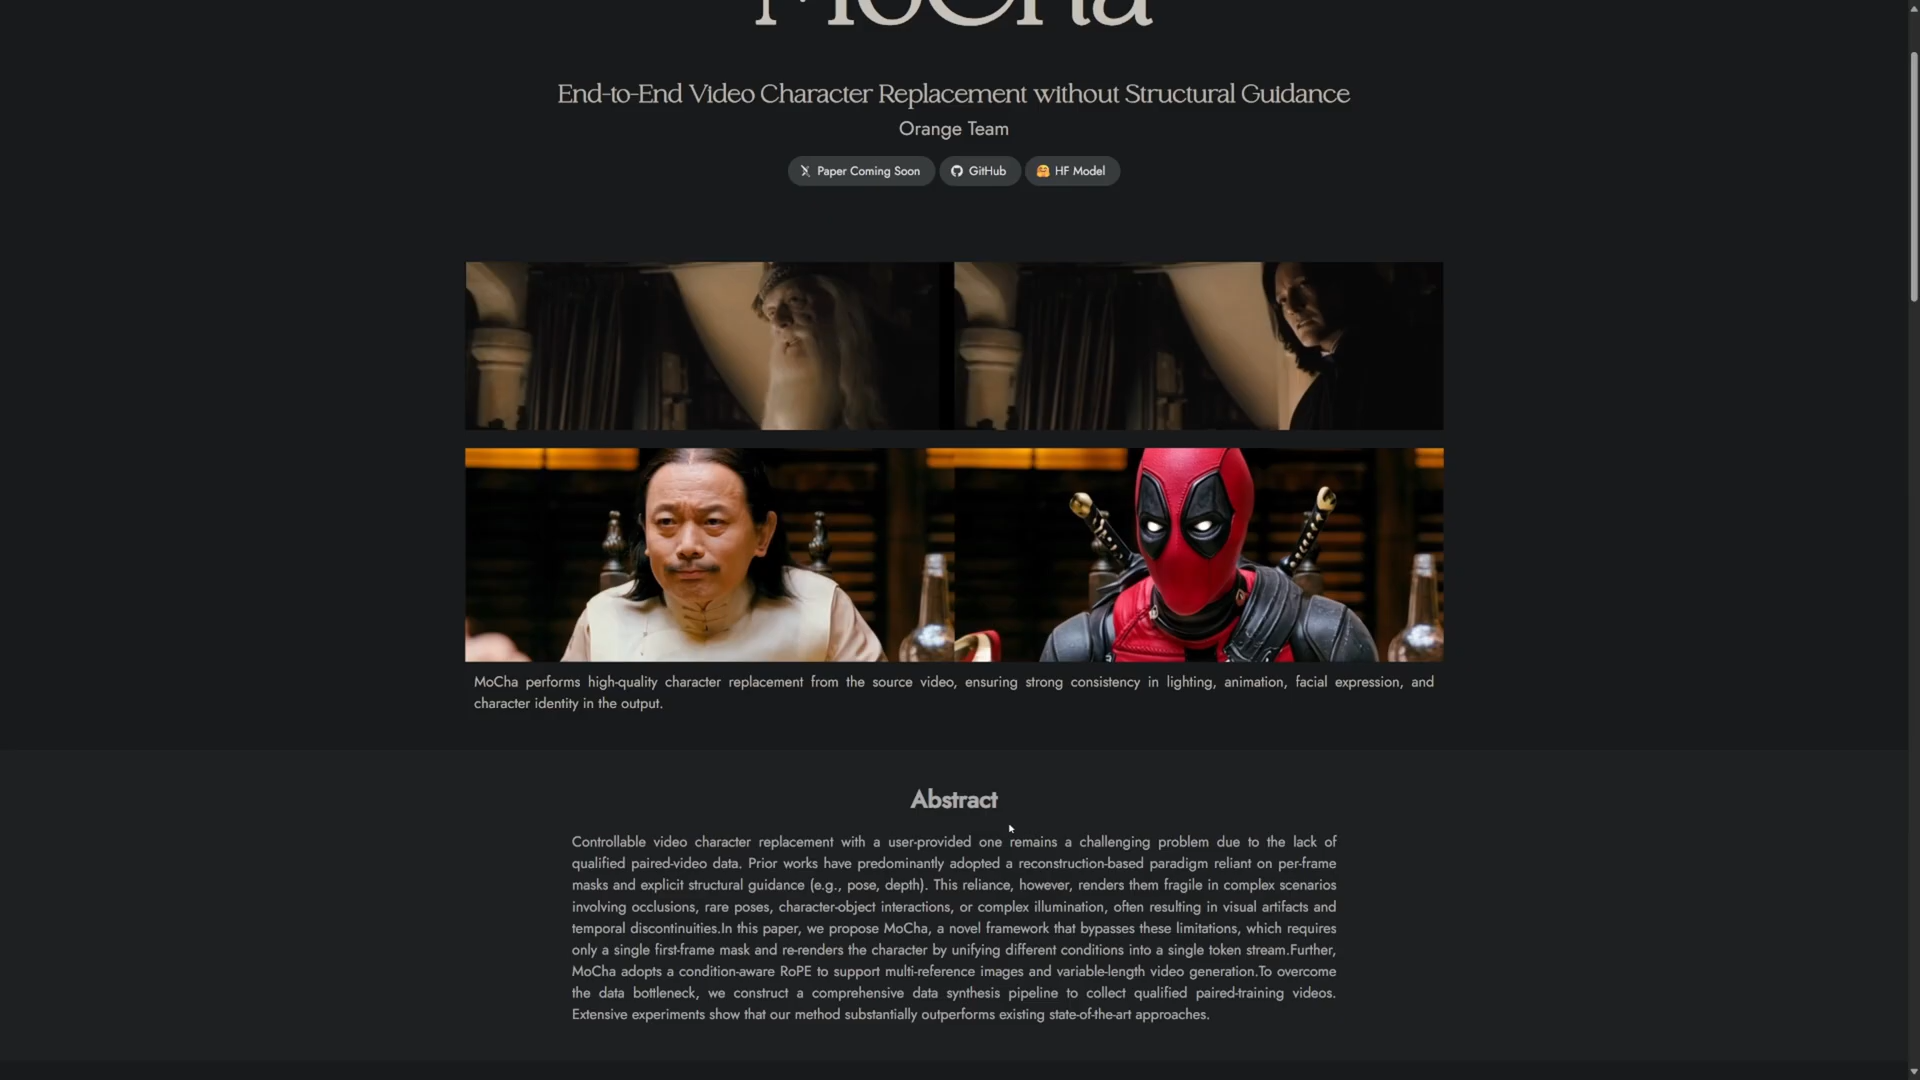 MoCha
End-to-End Video Character Replacement without Structural Guidance
Orange Team
Paper Coming Soon
GitHub
HF Model
MoCha performs high-quality character replacement from the source video, ensuring strong consistency in lighting, animation, facial expression, and
character identity in the output.
Abstract
Controllable video character replacement with a user-provided one remains a challenging problem due to the lack of
qualified paired-video data. Prior works have predominantly adopted a reconstruction-based paradigm reliant on per-frame
masks and explicit structural guidance (e.g., pose, depth). This reliance, however, renders them fragile in complex scenarios
involving occlusions, rare poses, character-object interactions, or complex illumination, often resulting in visual artifacts and
temporal discontinuities.In this paper, we propose MoCha, a novel framework that bypasses these limitations, which requires
only a single first-frame mask and re-renders the character by unifying different conditions into a single token stream.Further,
MoCha adopts a condition-aware RoPE to support multi-reference images and variable-length video generation.To overcome
the data bottleneck, we construct a comprehensive data synthesis pipeline to collect qualified paired-training videos.
Extensive experiments show that our method substantially outperforms existing state-of-the-art approaches.